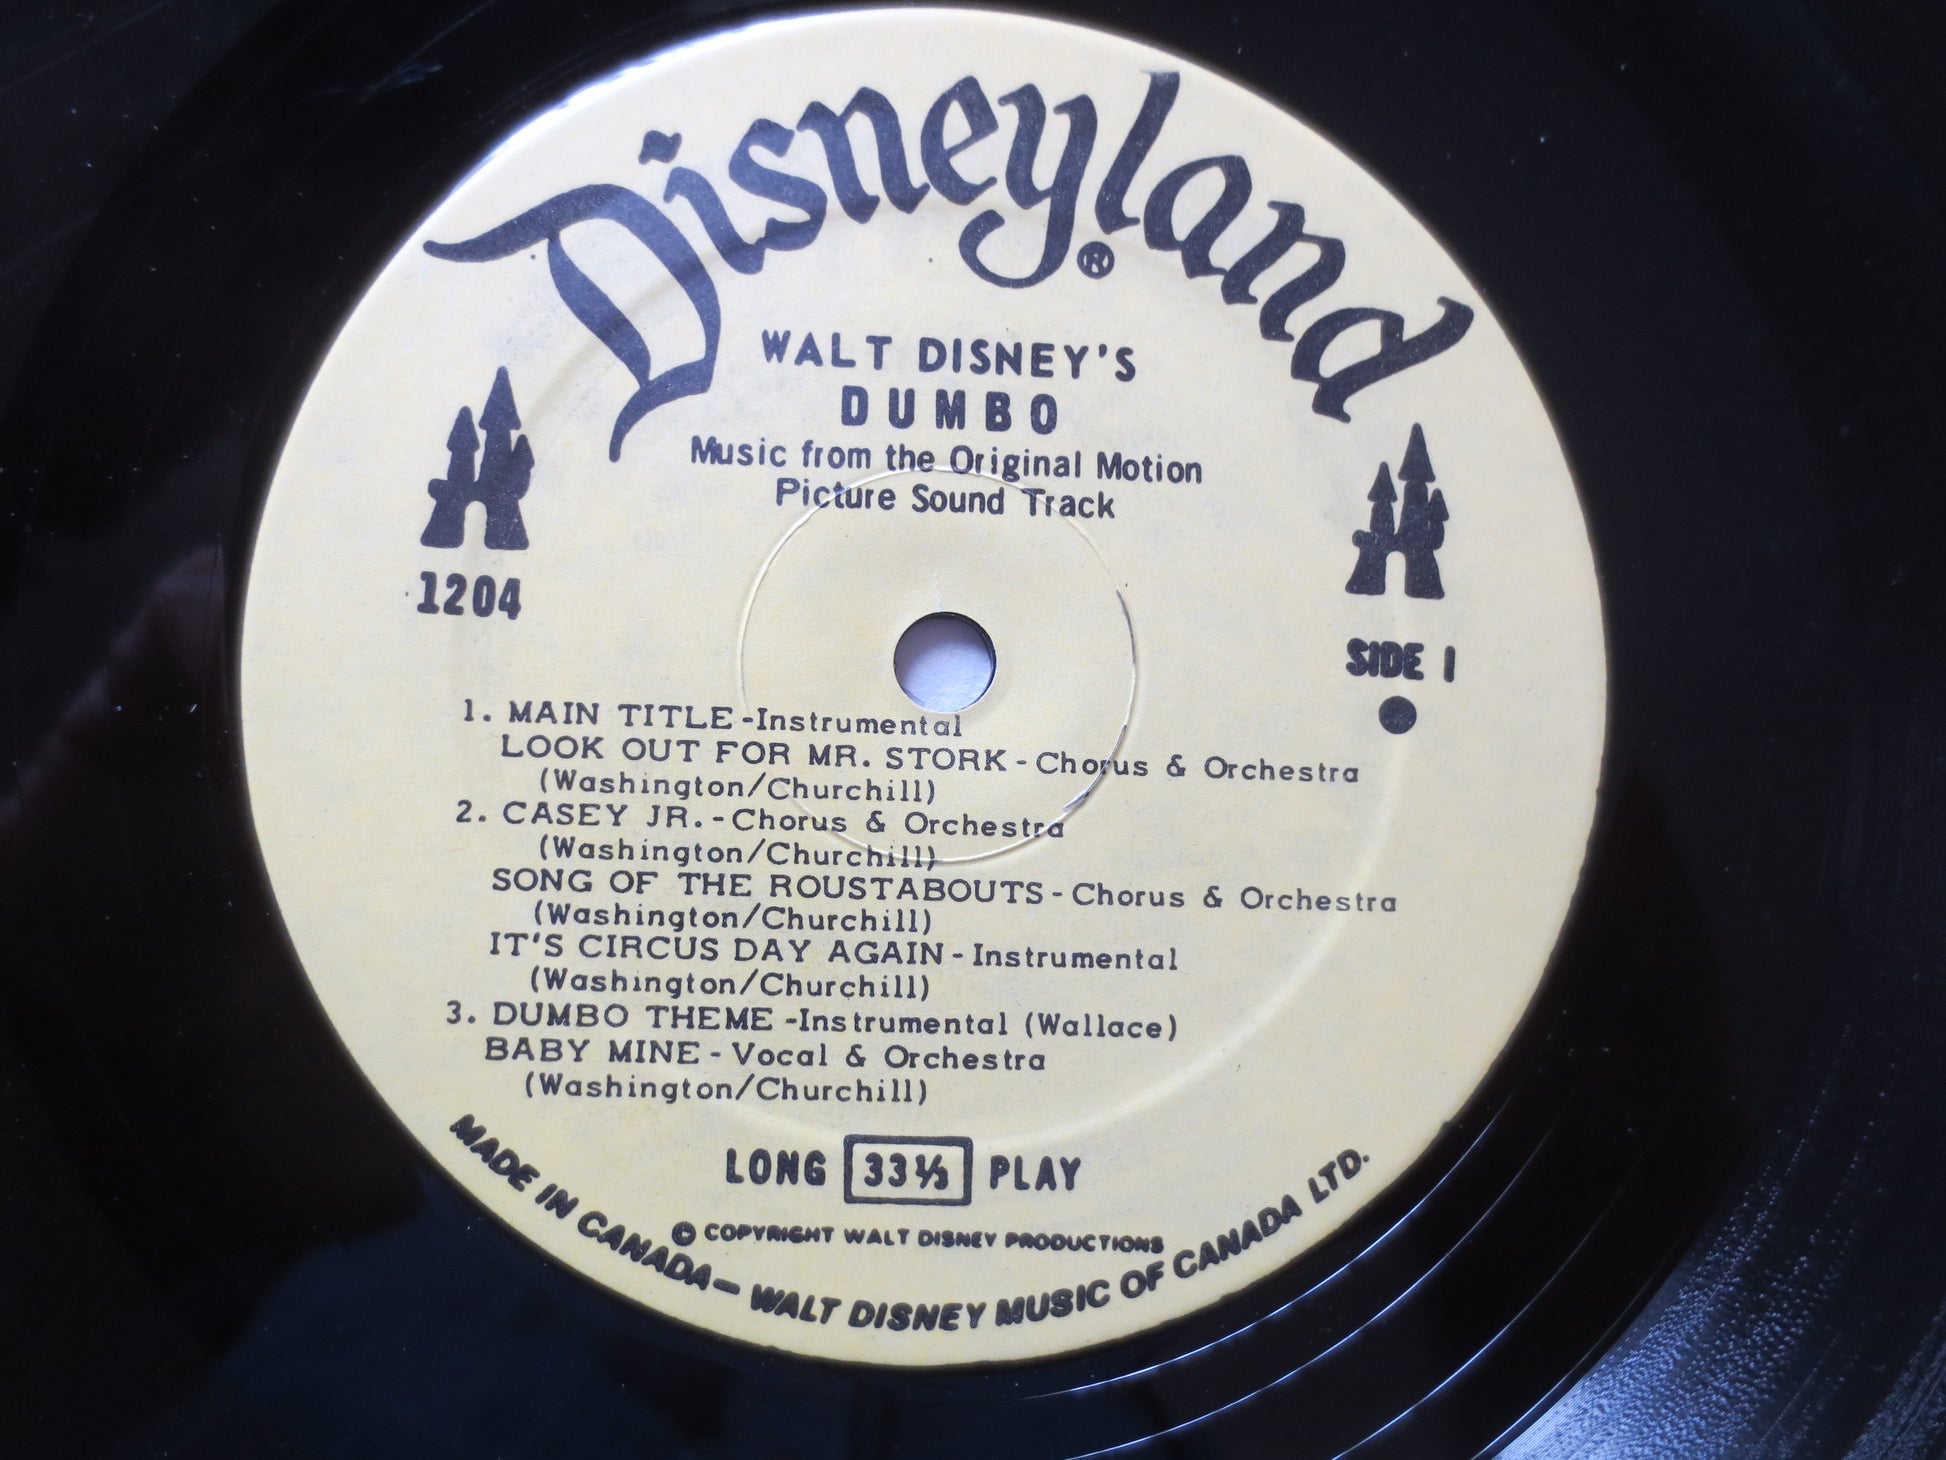 Disneyland®
WALT DISNEY'S
DUMBO
Music from the Original Motion
Picture Sound Track
1204
SIDE 1
1. MAIN TITLE -Instrumental
LOOK OUT FOR MR. STORK - Chorus & Orchestra
(Washington/Churchill)
2. CASEY JR. - Chorus & Orchestra
(Washington/Churchill)
SONG OF THE ROUSTABOUTS - Chorus & Orchestra
(Washington/Churchill)
IT'S CIRCUS DAY AGAIN - Instrumental
(Washington/Churchill)
3. DUMBO THEME -Instrumental (Wallace)
BABY MINE - Vocal & Orchestra
(Washington/Churchill)
LONG 33⅓ PLAY
© COPYRIGHT WALT DISNEY PRODUCTIONS
MADE IN CANADA — WALT DISNEY MUSIC OF CANADA LTD.